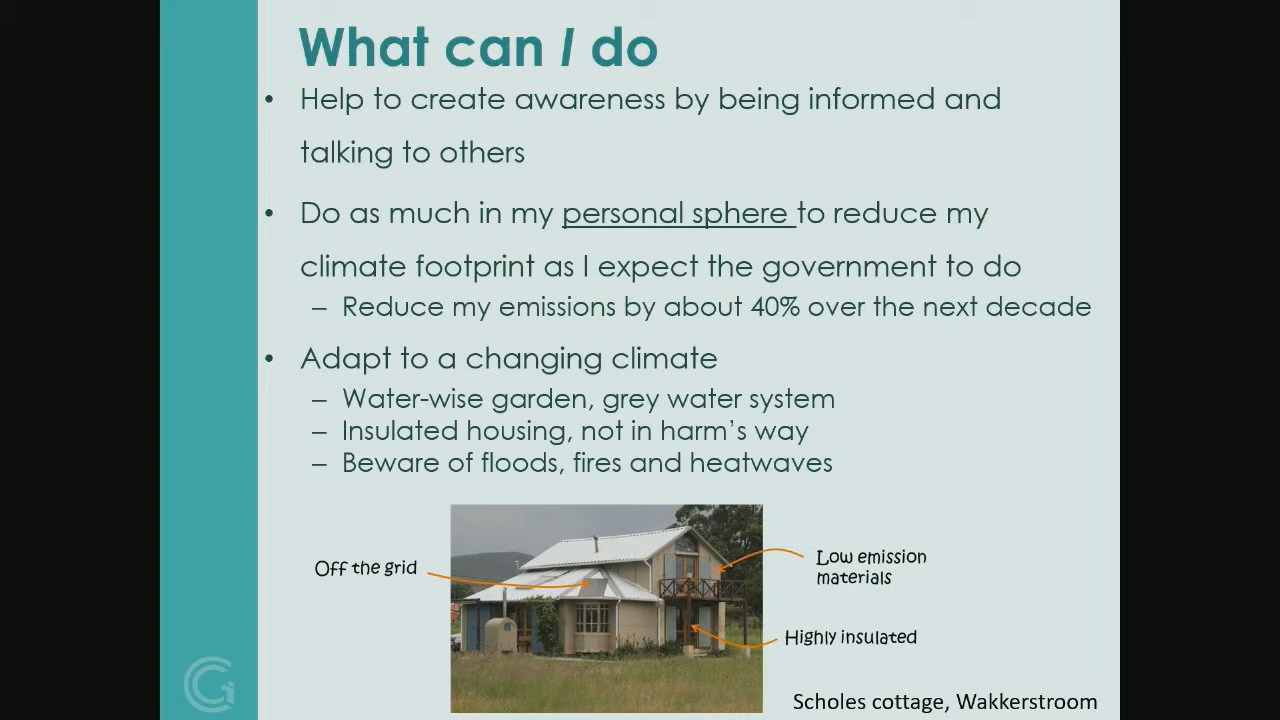 What can I do
• Help to create awareness by being informed and
talking to others
• Do as much in my personal sphere to reduce my
climate footprint as I expect the government to do
– Reduce my emissions by about 40% over the next decade
• Adapt to a changing climate
– Water-wise garden, grey water system
– Insulated housing, not in harm's way
– Beware of floods, fires and heatwaves
Off the grid
Low emission
materials
Highly insulated
Scholes cottage, Wakkerstroom